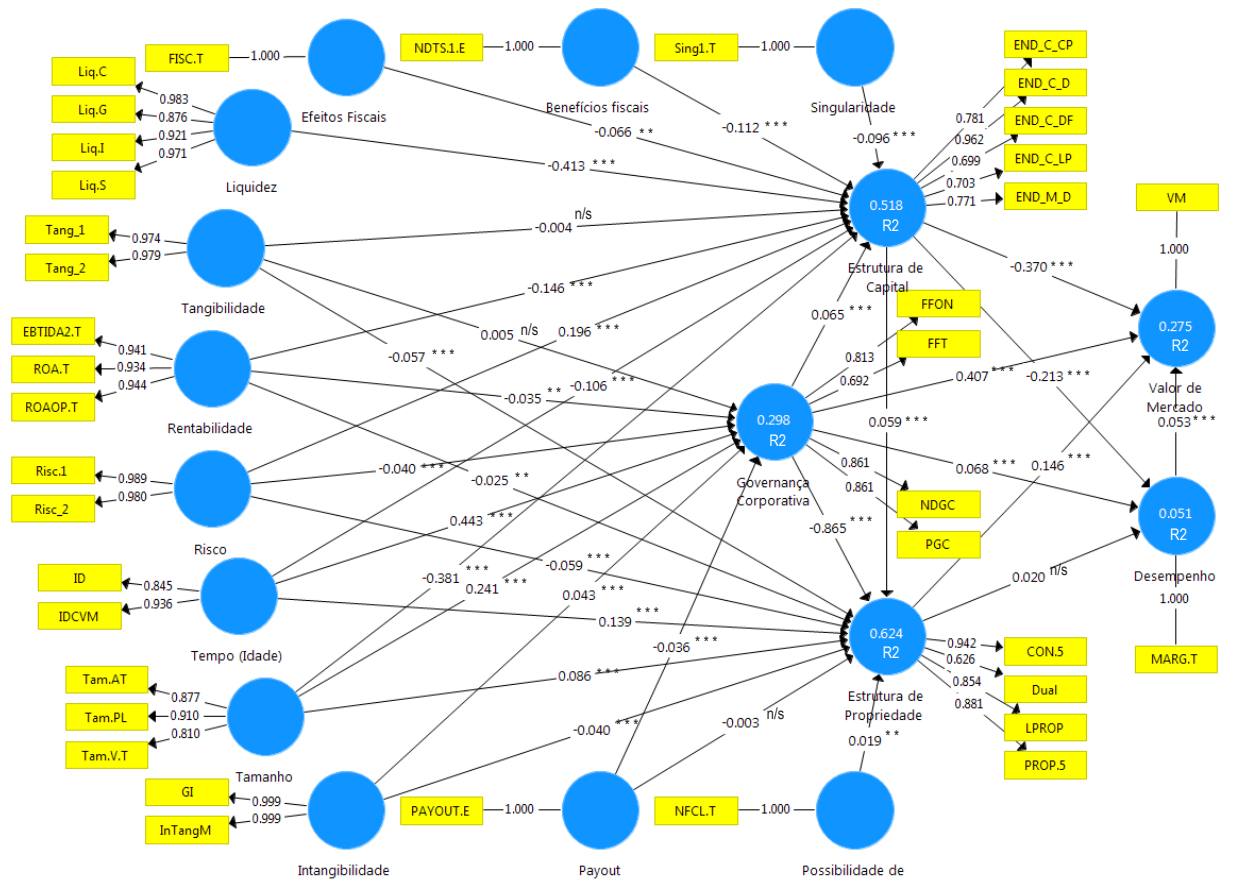 FISC.T
1.000
Efeitos Fiscais
NDTS.1.E
1.000
Benefícios fiscais
Sing1.T
1.000
Singularidade
Liq.C
Liq.G
Liq.I
Liq.S
0.983
0.876
0.921
0.971
Liquidez
-0.066 **
-0.112 ***
-0.096 ***
-0.413 ***
END_C_CP
END_C_D
END_C_DF
END_C_LP
END_M_D
0.781
0.962
0.699
0.703
0.771
0.518
R2
Estrutura de
Capital
Tang_1
Tang_2
0.974
0.979
Tangibilidade
n/s
-0.004
0.005 n/s
-0.057 ***
VM
1.000
-0.370 ***
0.275
R2
Valor de
Mercado
EBTIDA2.T
ROA.T
ROAOP.T
0.941
0.934
0.944
Rentabilidade
-0.146 ***
-0.035 **
-0.025 **
0.196 ***
-0.106 ***
0.065 ***
FFON
FFT
0.813
0.692
0.407 ***
-0.213 ***
0.053 ***
0.298
R2
Governança
Corporativa
0.861
0.861
NDGC
PGC
0.059 ***
0.146 ***
0.068 ***
-0.865 ***
Risc.1
Risc_2
0.989
0.980
Risco
-0.040 ***
-0.059 ***
0.443 ***
0.051
R2
Desempenho
1.000
MARG.T
0.020 n/s
ID
IDCVM
0.845
0.936
Tempo (Idade)
-0.381 ***
0.241 ***
0.043 ***
0.139 ***
-0.036 ***
0.624
R2
Estrutura de
Propriedade
0.942
0.626
0.854
0.881
CON.5
Dual
LPROP
PROP.5
Tam.AT
Tam.PL
Tam.V.T
0.877
0.910
0.810
Tamanho
0.086 ***
-0.040 ***
-0.003 n/s
0.019 **
GI
InTangM
0.999
0.999
Intangibilidade
PAYOUT.E
1.000
Payout
NFCL.T
1.000
Possibilidade de